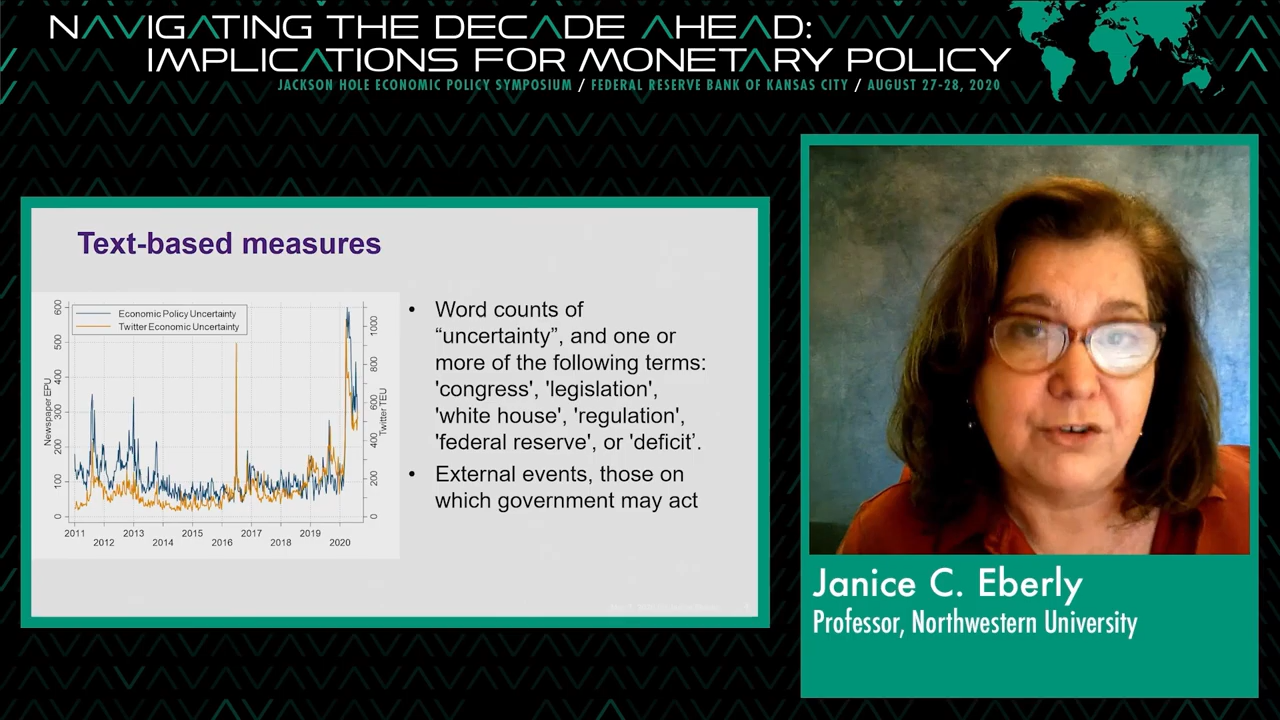 NAVIGATING THE DECADE AHEAD:
IMPLICATIONS FOR MONETARY POLICY
JACKSON HOLE ECONOMIC POLICY SYMPOSIUM / FEDERAL RESERVE BANK OF KANSAS CITY / AUGUST 27-28, 2020
Text-based measures
Economic Policy Uncertainty
Twitter Economic Uncertainty
Newspaper EPU
0 100 200 300 400 500 600
Twitter TEU
0 200 400 600 800 1000
2011 2013 2015 2017 2019
2012 2014 2016 2018 2020
• Word counts of
“uncertainty”, and one or
more of the following terms:
'congress', 'legislation',
'white house', 'regulation',
'federal reserve', or 'deficit’.
• External events, those on
which government may act
Janice C. Eberly
Professor, Northwestern University